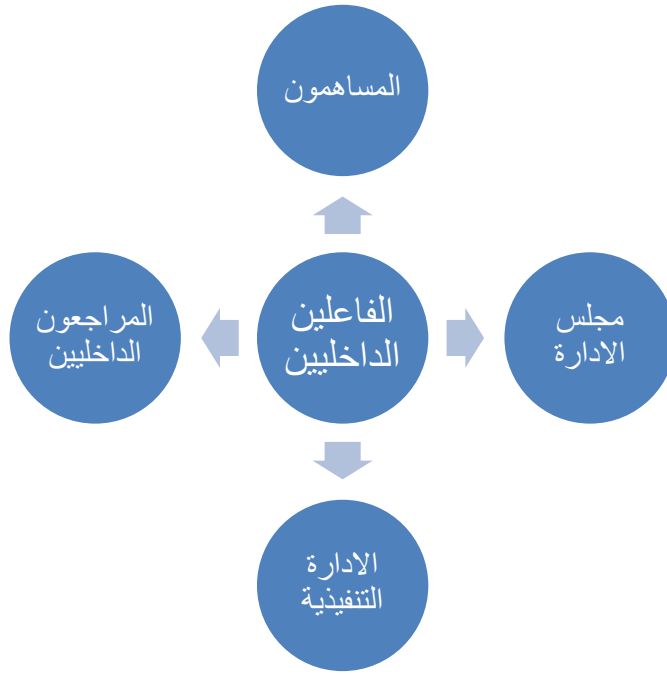 المساهمون
مجلس
الادارة
الفاعلين
الداخليين
المراجعون
الداخليين
الادارة
التنفيذية